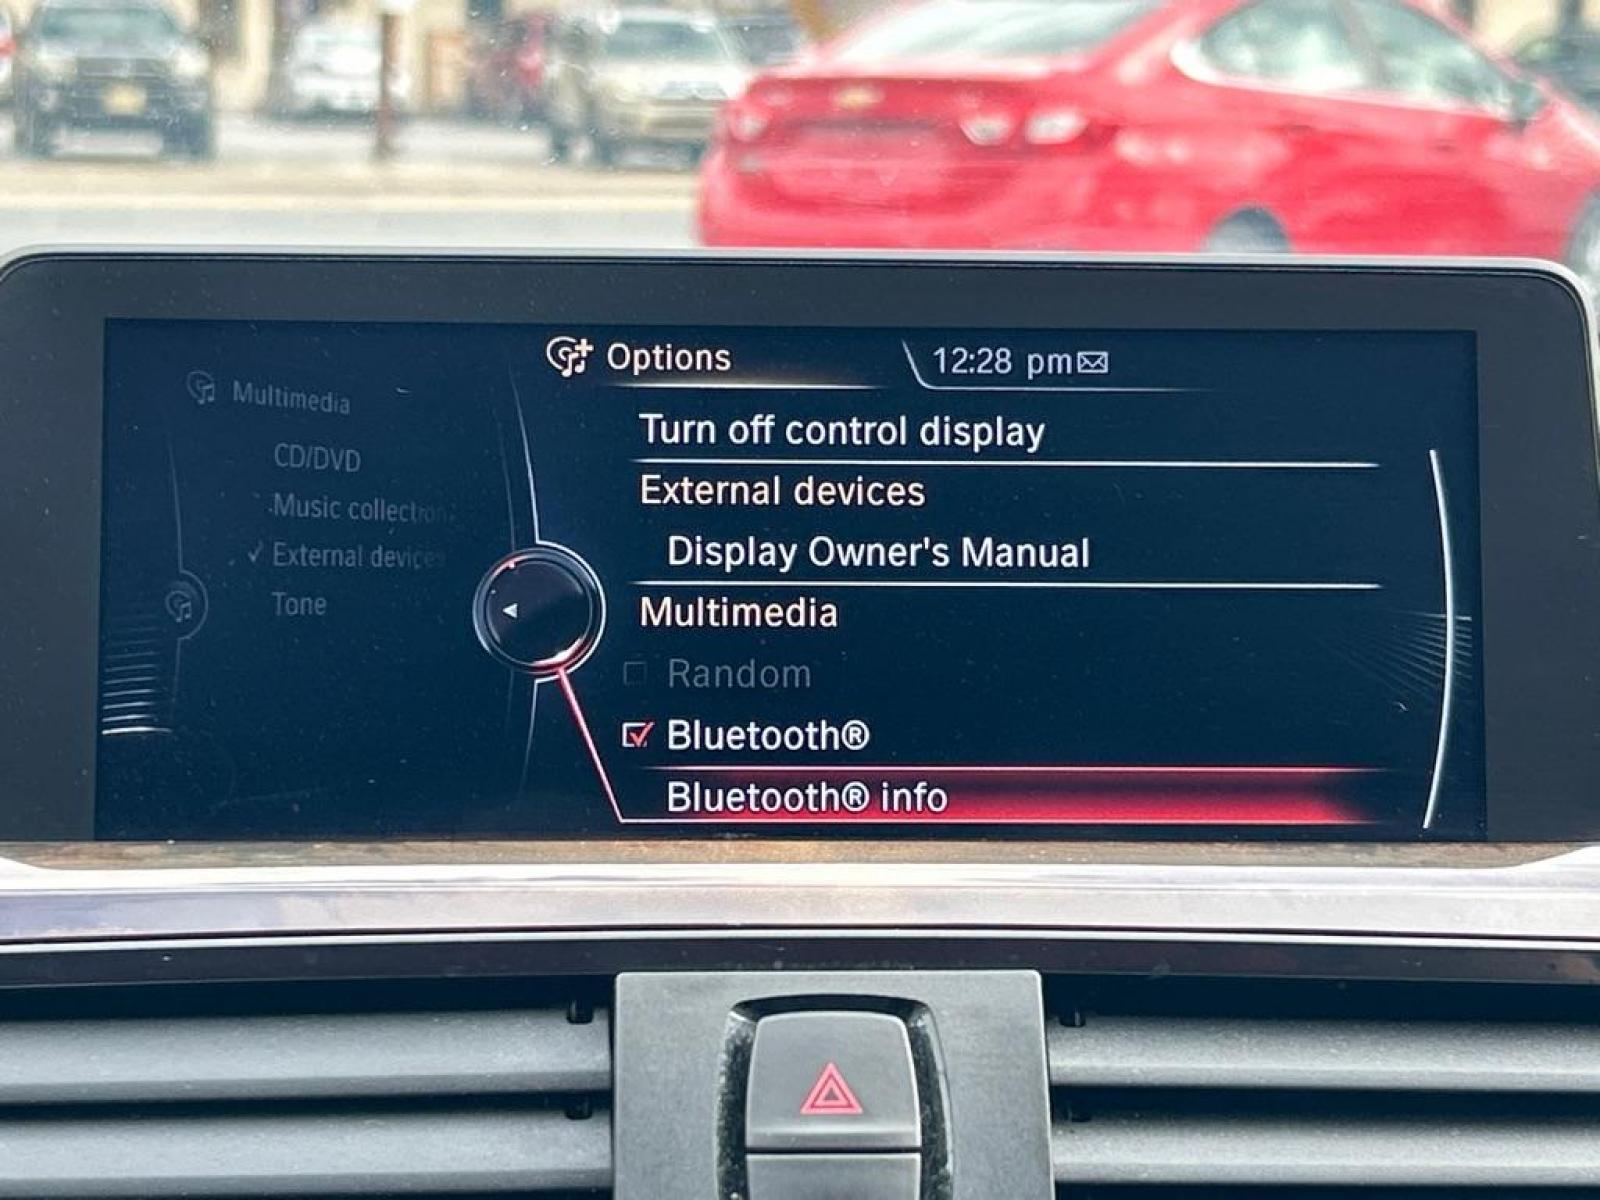 Options
12:28 pm
Multimedia
CD/DVD
Music collection
External devices
Tone
Turn off control display
External devices
Display Owner's Manual
Multimedia
Random
Bluetooth®
Bluetooth® info